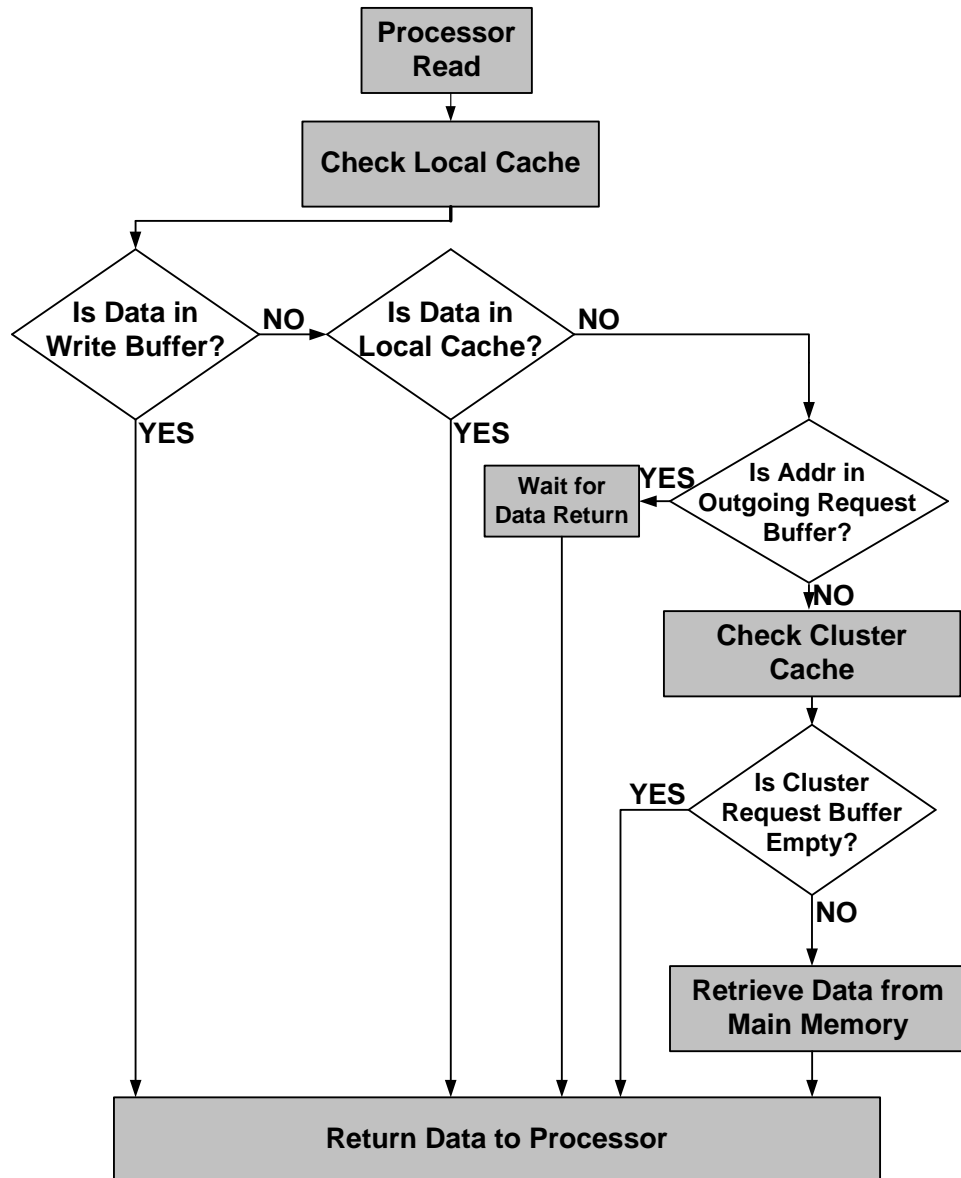 Processor
Read
Check Local Cache
Is Data in
Write Buffer?
NO
Is Data in
Local Cache?
NO
YES
YES
Wait for
Data Return
YES
Is Addr in
Outgoing Request
Buffer?
NO
Check Cluster
Cache
YES
Is Cluster
Request Buffer
Empty?
NO
Retrieve Data from
Main Memory
Return Data to Processor